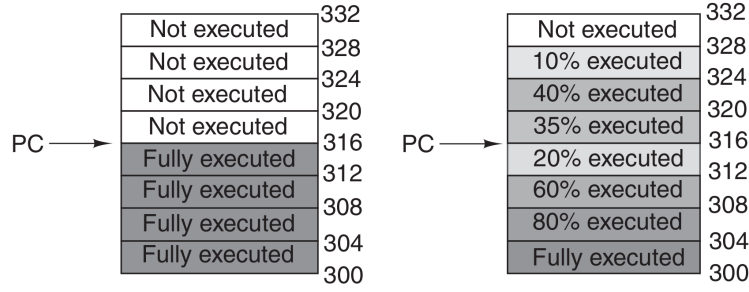 332
Not executed
328
Not executed
324
Not executed
320
Not executed
PC
316
Fully executed
312
Fully executed
308
Fully executed
304
Fully executed
300
332
Not executed
328
10% executed
324
40% executed
320
35% executed
PC
316
20% executed
312
60% executed
308
80% executed
304
Fully executed
300